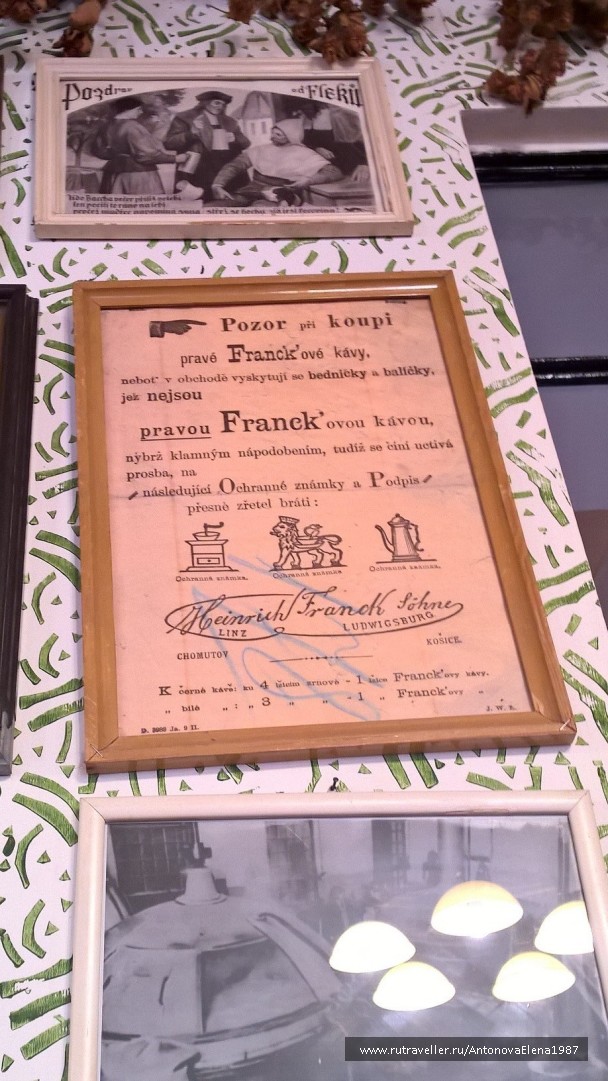 Pozdrav od Flekū
Pozor při koupi
pravé Franck'ové kávy,
neboť v obchodě vyskytují se bedničky a balíčky,
jež nejsou
pravou Franck'ovou kávou,
nýbrž klamným nápodobením, tudíž se činí uctivá
prosba, na
následující Ochranné známky a Podpis
přesně zřetel bráti:
Ochranná známka. Ochranná známka Ochranná známka.
Heinrich Franck Söhne
LINZ LUDWIGSBURG.
CHOMUTOV KOŠICE.
K černé kávě: ku 4 lžícím zrnové - 1 lžíce Franck'ovy kávy.
„ bílé „ : „ 3 „ „ - 1 „ Franck'ovy „
J. W. S.
www.rutraveller.ru/AntonovaElena1987